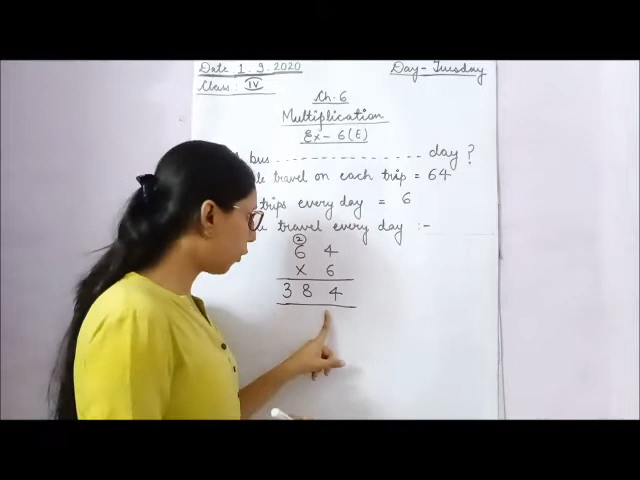 Date 1.9.2020 Day - Tuesday
Class : IV
Ch. 6
Multiplication
Ex - 6(E)
bus ........................ day ?
travel on each trip = 64
trips every day = 6
travel every day :-
2
6 4
× 6
3 8 4